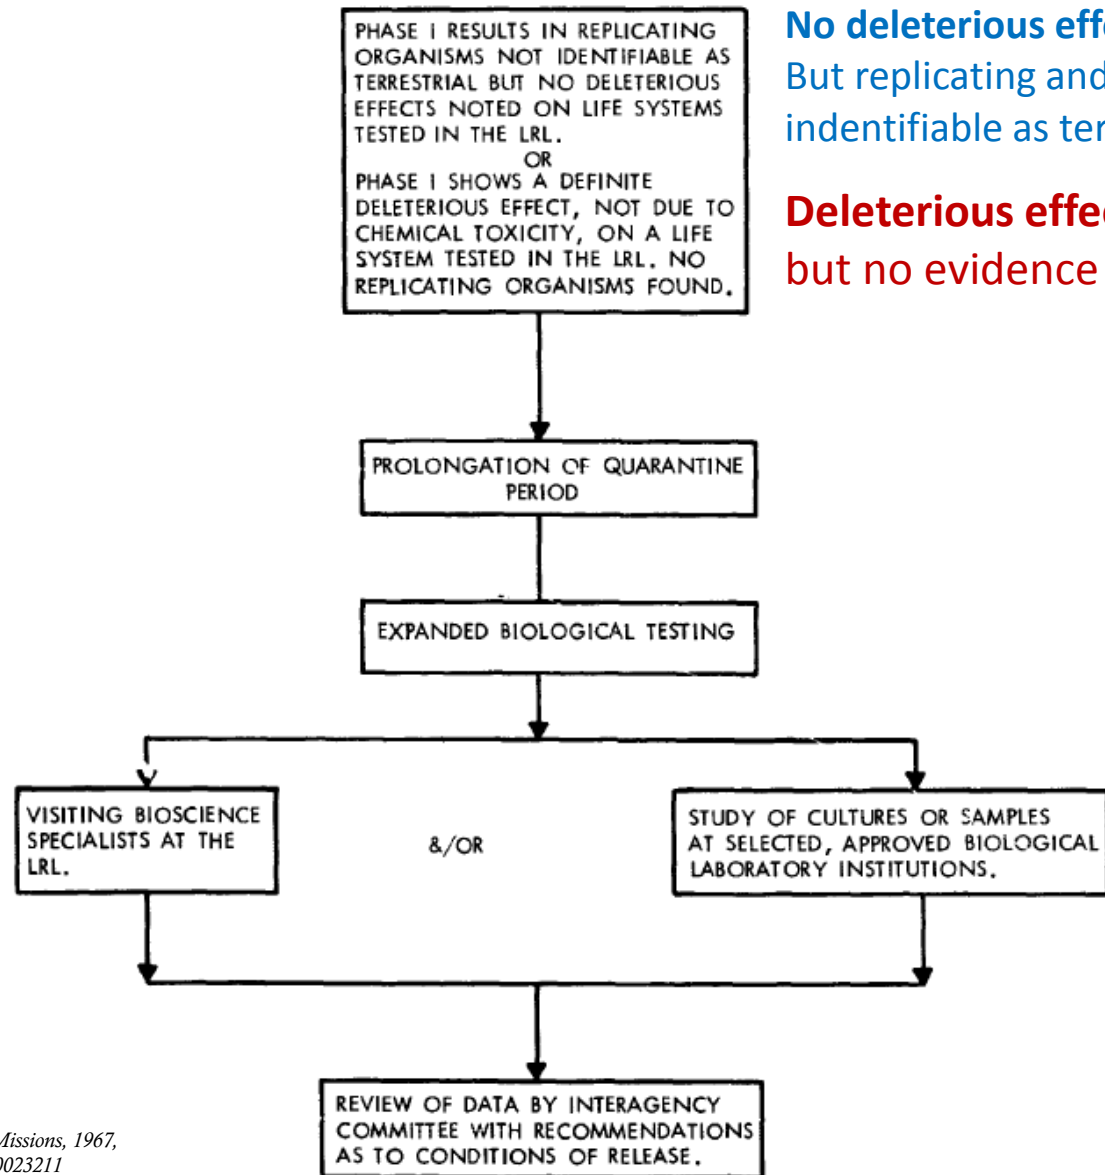 PHASE I RESULTS IN REPLICATING
ORGANISMS NOT IDENTIFIABLE AS
TERRESTRIAL BUT NO DELETERIOUS
EFFECTS NOTED ON LIFE SYSTEMS
TESTED IN THE LRL.
OR
PHASE I SHOWS A DEFINITE
DELETERIOUS EFFECT, NOT DUE TO
CHEMICAL TOXICITY, ON A LIFE
SYSTEM TESTED IN THE LRL. NO
REPLICATING ORGANISMS FOUND.
No deleterious effe
But replicating and
indentifiable as ter
Deleterious effec
but no evidence
PROLONGATION OF QUARANTINE
PERIOD
EXPANDED BIOLOGICAL TESTING
VISITING BIOSCIENCE
SPECIALISTS AT THE
LRL.
&/OR
STUDY OF CULTURES OR SAMPLES
AT SELECTED, APPROVED BIOLOGICAL
LABORATORY INSTITUTIONS.
REVIEW OF DATA BY INTERAGENCY
COMMITTEE WITH RECOMMENDATIONS
AS TO CONDITIONS OF RELEASE.
Missions, 1967,
0023211